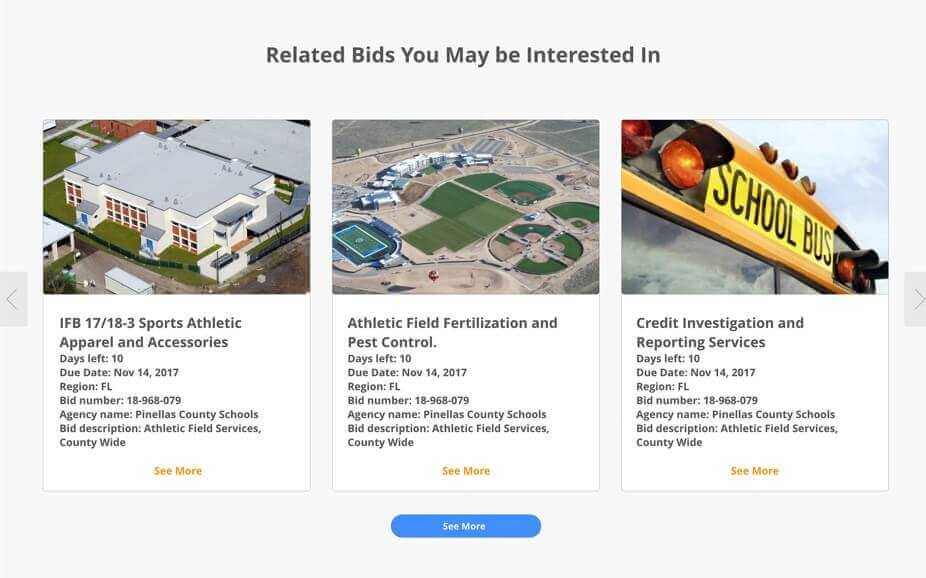 Related Bids You May be Interested In
SCHOOL BUS
IFB 17/18-3 Sports Athletic
Apparel and Accessories
Days left: 10
Due Date: Nov 14, 2017
Region: FL
Bid number: 18-968-079
Agency name: Pinellas County Schools
Bid description: Athletic Field Services,
County Wide
See More
Athletic Field Fertilization and
Pest Control.
Days left: 10
Due Date: Nov 14, 2017
Region: FL
Bid number: 18-968-079
Agency name: Pinellas County Schools
Bid description: Athletic Field Services,
County Wide
See More
Credit Investigation and
Reporting Services
Days left: 10
Due Date: Nov 14, 2017
Region: FL
Bid number: 18-968-079
Agency name: Pinellas County Schools
Bid description: Athletic Field Services,
County Wide
See More
See More